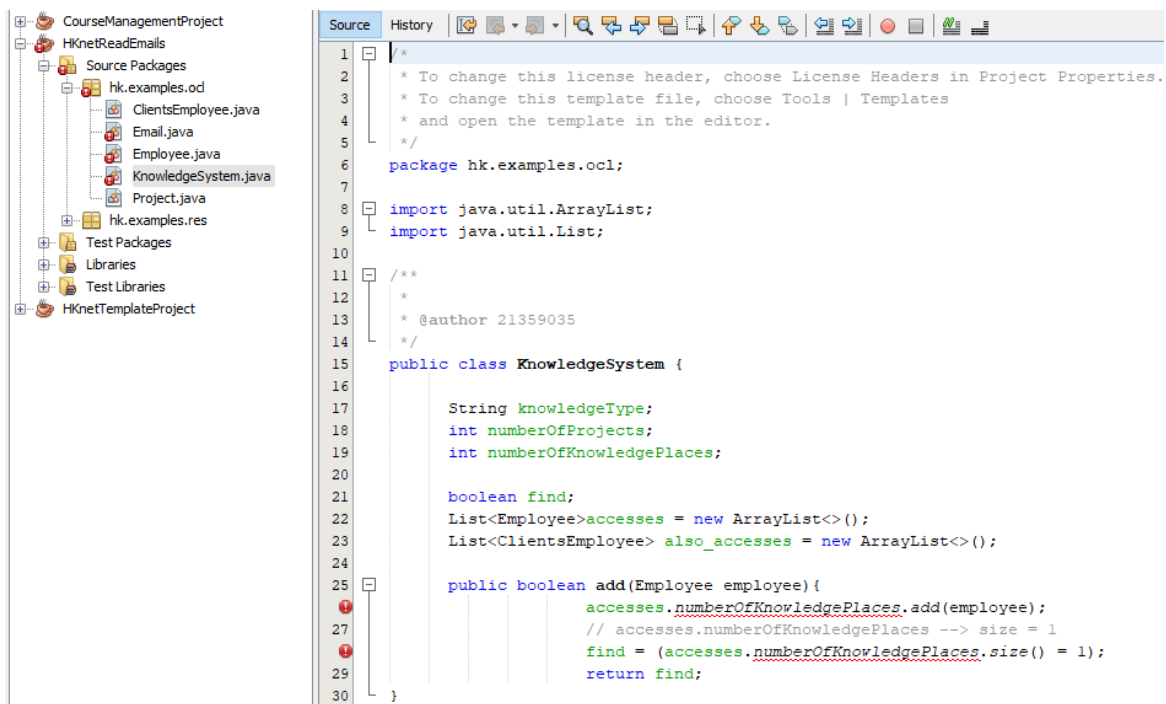 CourseManagementProject
HKnetReadEmails
Source Packages
hk.examples.ocl
ClientsEmployee.java
Email.java
Employee.java
KnowledgeSystem.java
Project.java
hk.examples.res
Test Packages
Libraries
Test Libraries
HKnetTemplateProject
Source History
1 /*
2 * To change this license header, choose License Headers in Project Properties.
3 * To change this template file, choose Tools | Templates
4 * and open the template in the editor.
5 */
6 package hk.examples.ocl;
7
8 import java.util.ArrayList;
9 import java.util.List;
10
11 /**
12 *
13 * @author 21359035
14 */
15 public class KnowledgeSystem {
16
17 String knowledgeType;
18 int numberOfProjects;
19 int numberOfKnowledgePlaces;
20
21 boolean find;
22 List<Employee>accesses = new ArrayList<>();
23 List<ClientsEmployee> also_accesses = new ArrayList<>();
24
25 public boolean add(Employee employee){
accesses.numberOfKnowledgePlaces.add(employee);
27 // accesses.numberOfKnowledgePlaces --> size = 1
find = (accesses.numberOfKnowledgePlaces.size() = 1);
29 return find;
30 }